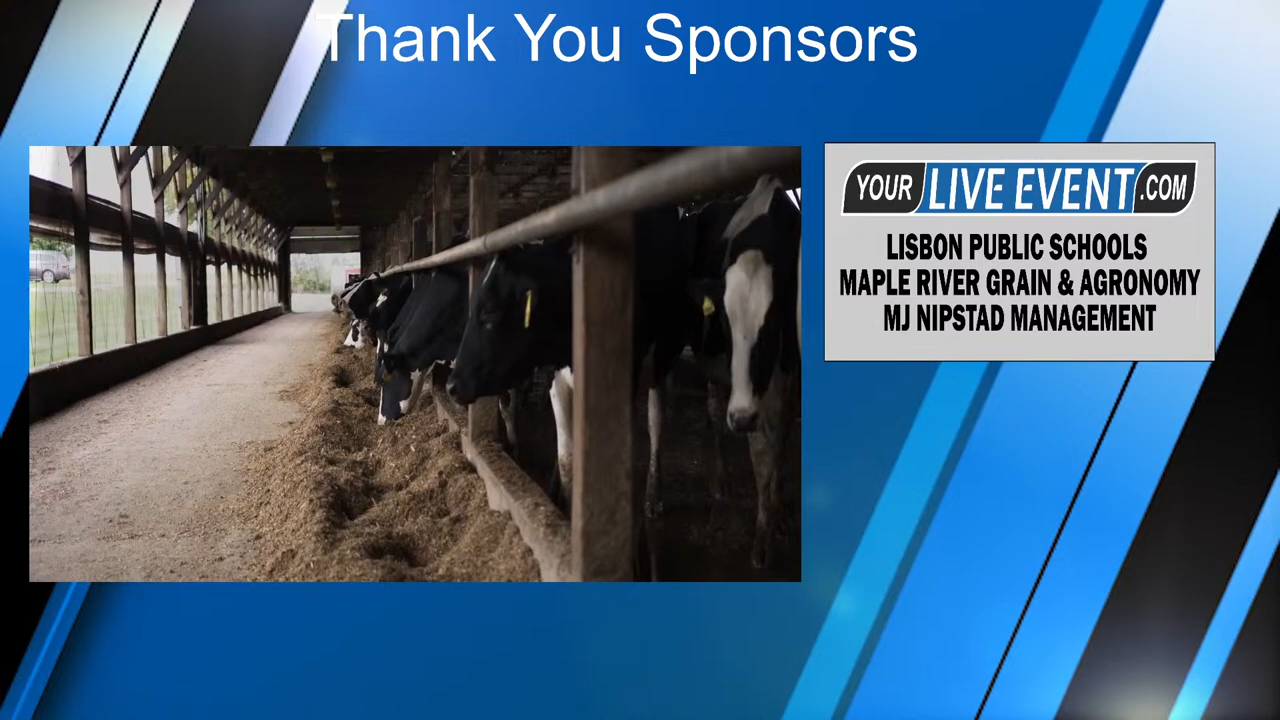 Thank You Sponsors
YOUR LIVE EVENT .COM
LISBON PUBLIC SCHOOLS
MAPLE RIVER GRAIN & AGRONOMY
MJ NIPSTAD MANAGEMENT